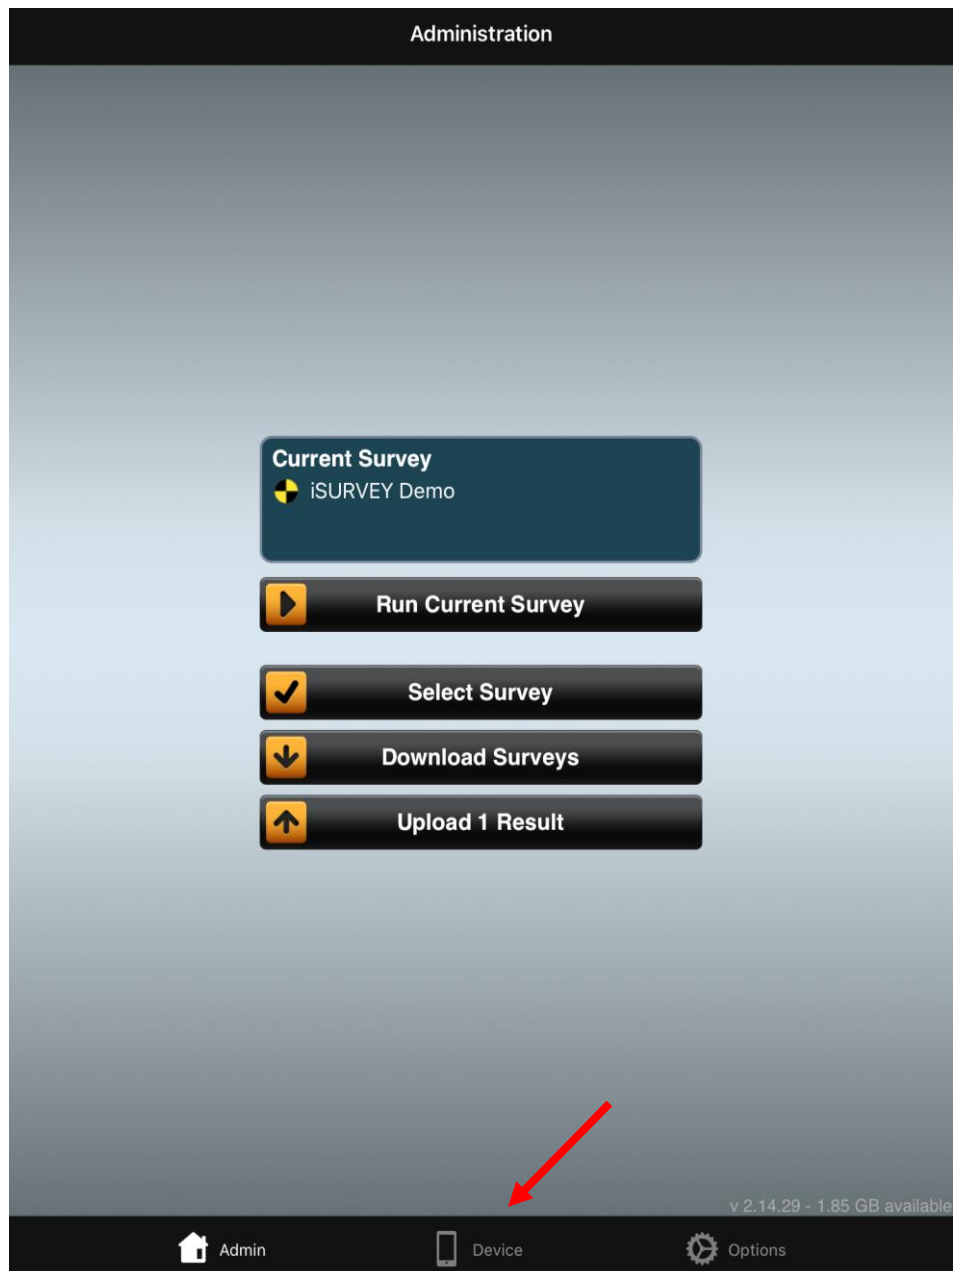 Administration
Current Survey
iSURVEY Demo
Run Current Survey
Select Survey
Download Surveys
Upload 1 Result
v 2.14.29 - 1.85 GB available
Admin Device Options